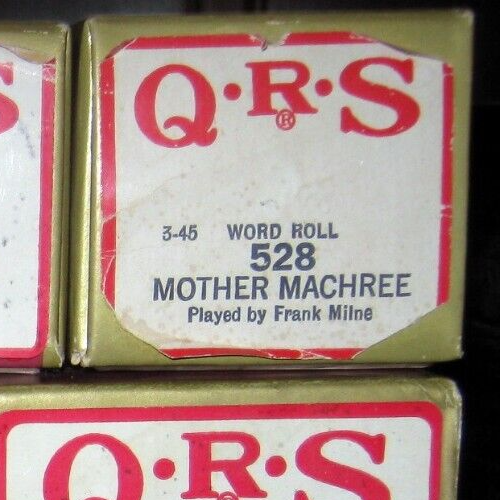 Q·R·S
®
3-45 WORD ROLL
528
MOTHER MACHREE
Played by Frank Milne
S
Q·R·S
®